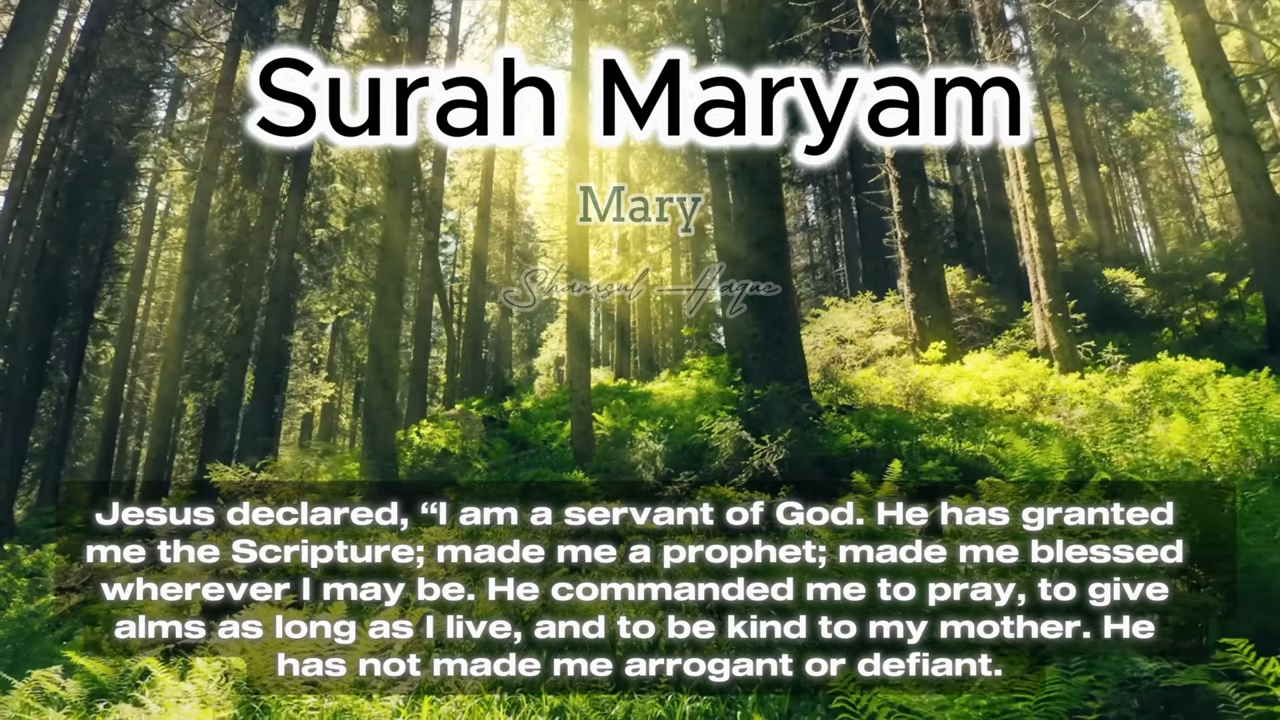 Surah Maryam
Mary
Shamsul Haque
Jesus declared, “I am a servant of God. He has granted
me the Scripture; made me a prophet; made me blessed
wherever I may be. He commanded me to pray, to give
alms as long as I live, and to be kind to my mother. He
has not made me arrogant or defiant.